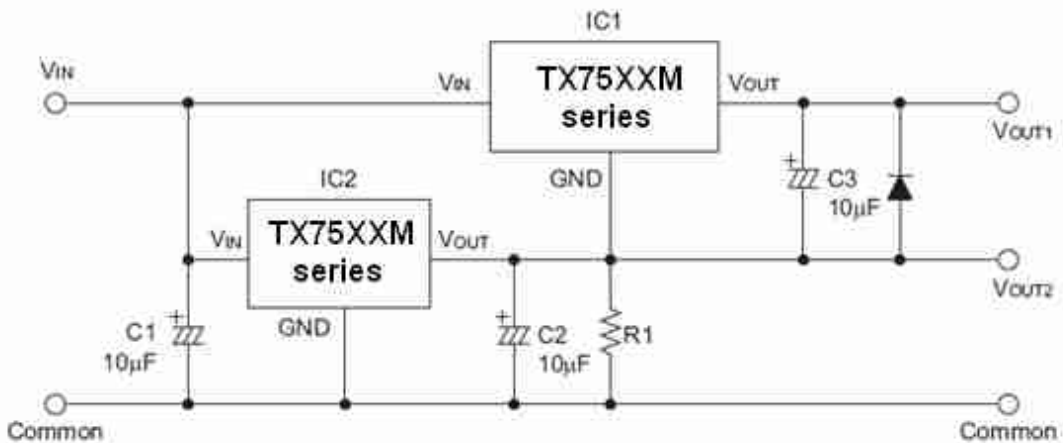 IC1
VIN
VIN
TX75XXM
series
VOUT
VOUT1
GND
C3
10µF
IC2
VIN
TX75XXM
series
VOUT
VOUT2
GND
C1
10µF
C2
10µF
R1
Common
Common